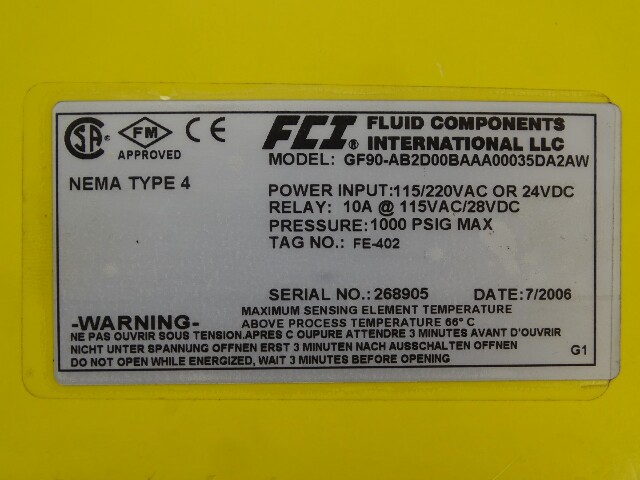 CSA FM CE FCI® FLUID COMPONENTS
APPROVED INTERNATIONAL LLC
MODEL: GF90-AB2D00BAAA00035DA2AW
NEMA TYPE 4
POWER INPUT:115/220VAC OR 24VDC
RELAY: 10A @ 115VAC/28VDC
PRESSURE:1000 PSIG MAX
TAG NO.: FE-402
SERIAL NO.:268905 DATE:7/2006
MAXIMUM SENSING ELEMENT TEMPERATURE
-WARNING- ABOVE PROCESS TEMPERATURE 66° C
NE PAS OUVRIR SOUS TENSION.APRES C OUPURE ATTENDRE 3 MINUTES AVANT D'OUVRIR
NICHT UNTER SPANNUNG OFFNEN ERST 3 MINUTEN NACH AUSSCHALTEN OFFNEN
DO NOT OPEN WHILE ENERGIZED, WAIT 3 MINUTES BEFORE OPENING
G1